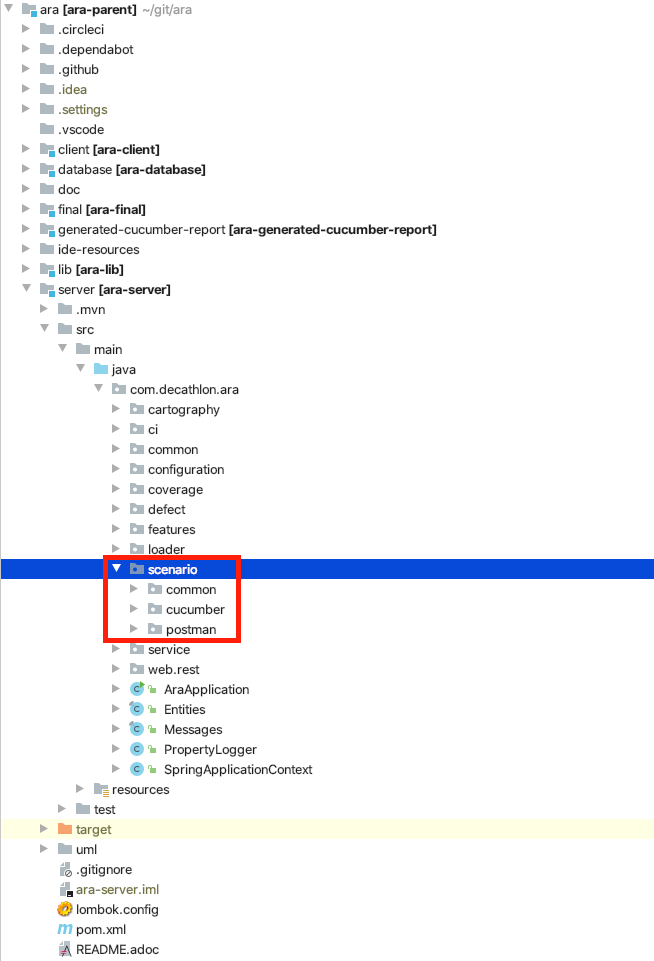 ara [ara-parent] ~/git/ara
.circleci
.dependabot
.github
.idea
.settings
.vscode
client [ara-client]
database [ara-database]
doc
final [ara-final]
generated-cucumber-report [ara-generated-cucumber-report]
ide-resources
lib [ara-lib]
server [ara-server]
.mvn
src
main
java
com.decathlon.ara
cartography
ci
common
configuration
coverage
defect
features
loader
scenario
common
cucumber
postman
service
web.rest
AraApplication
Entities
Messages
PropertyLogger
SpringApplicationContext
resources
test
target
uml
.gitignore
ara-server.iml
lombok.config
pom.xml
README.adoc